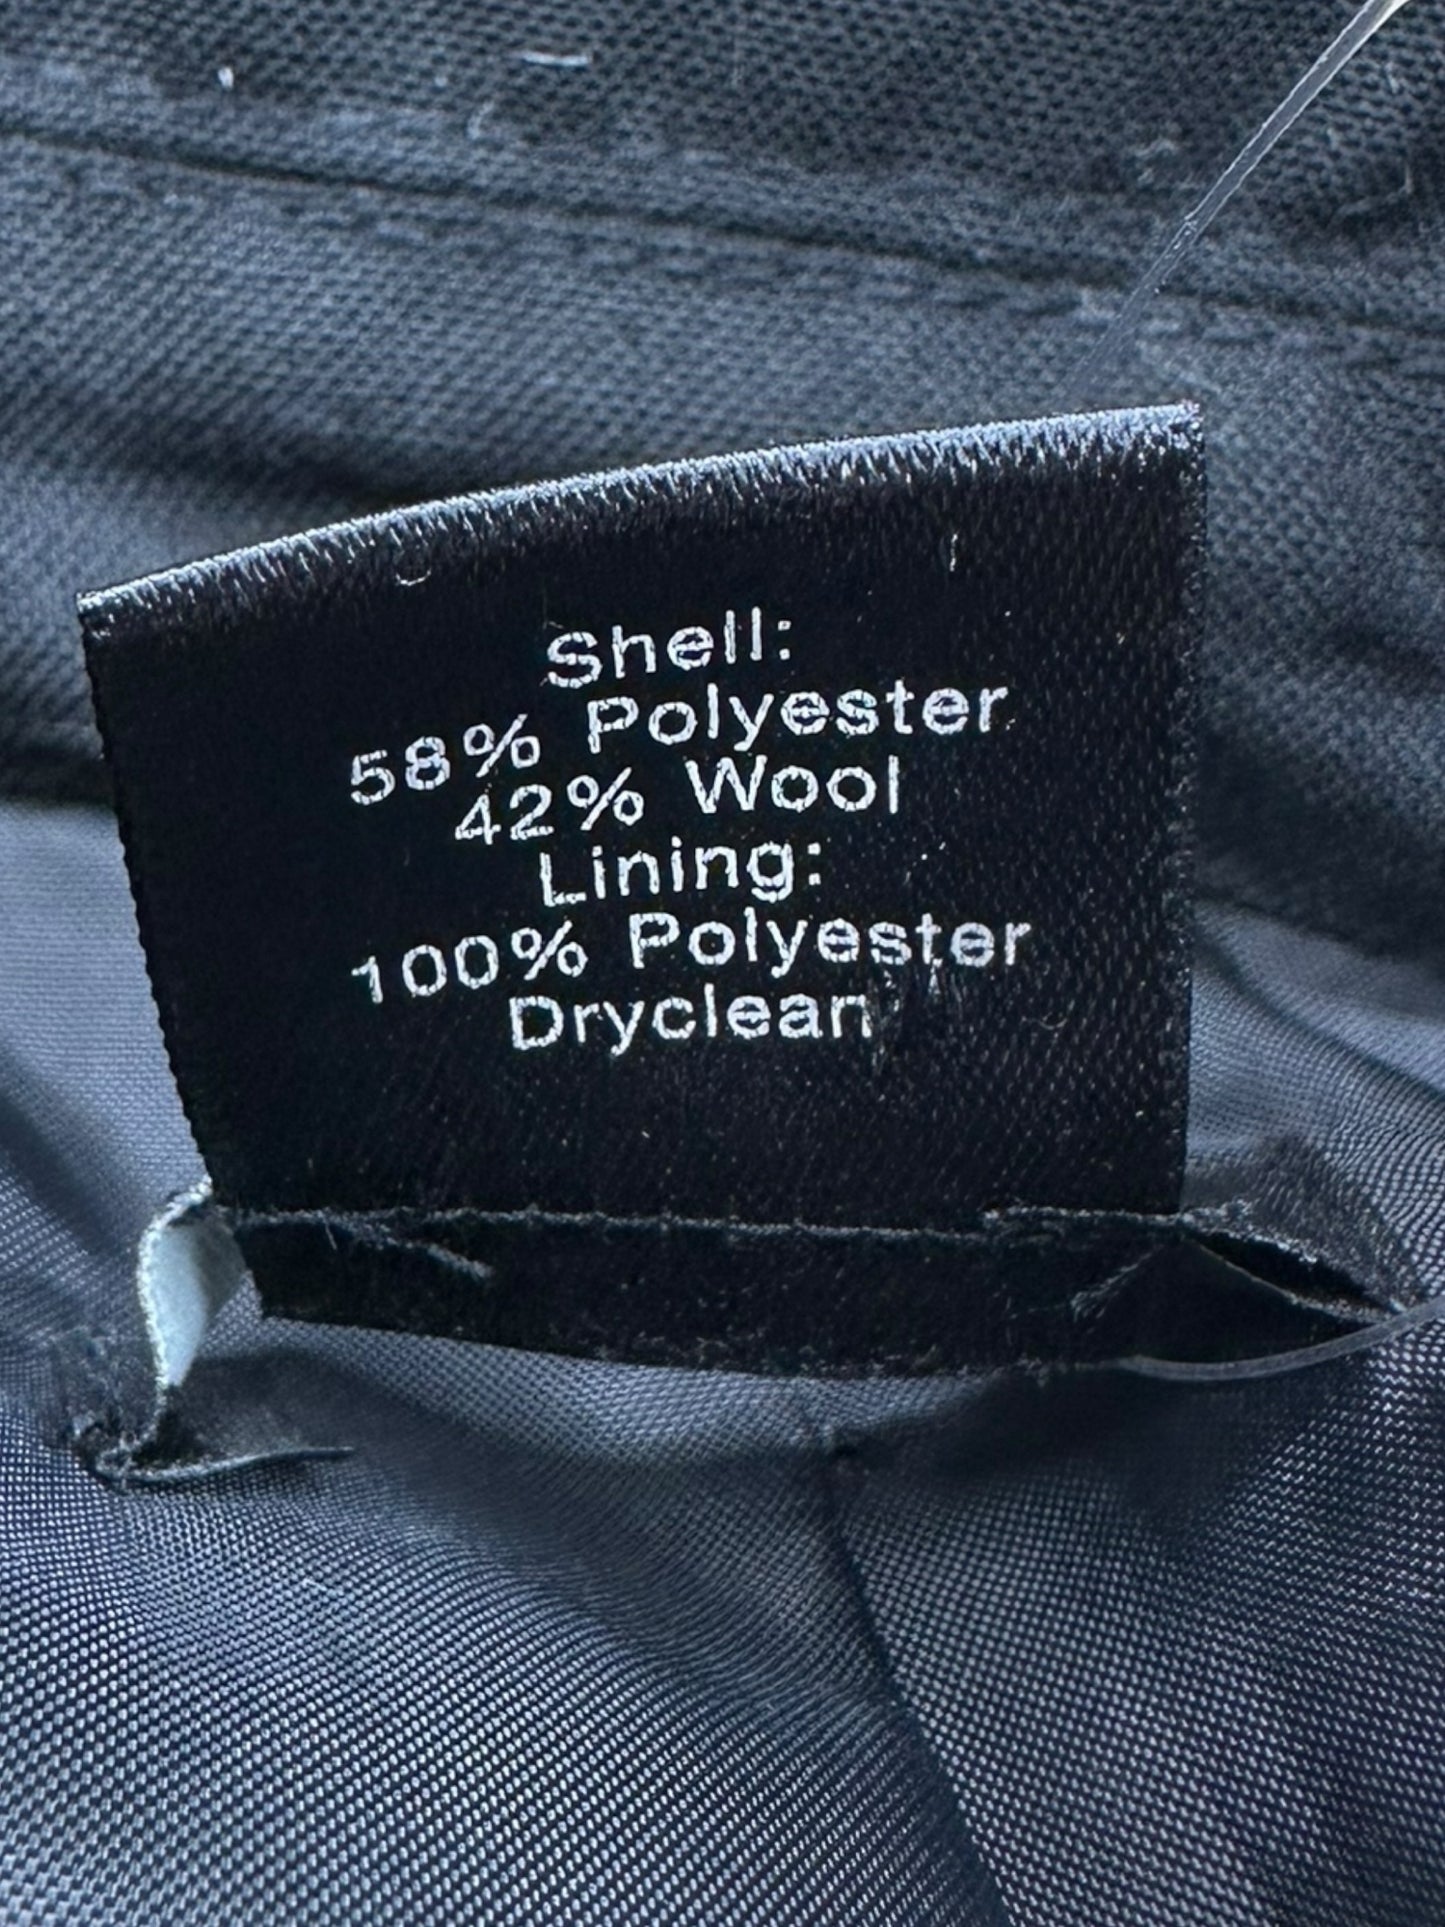 Shell:
58% Polyester
42% Wool
Lining:
100% Polyester
Dryclean